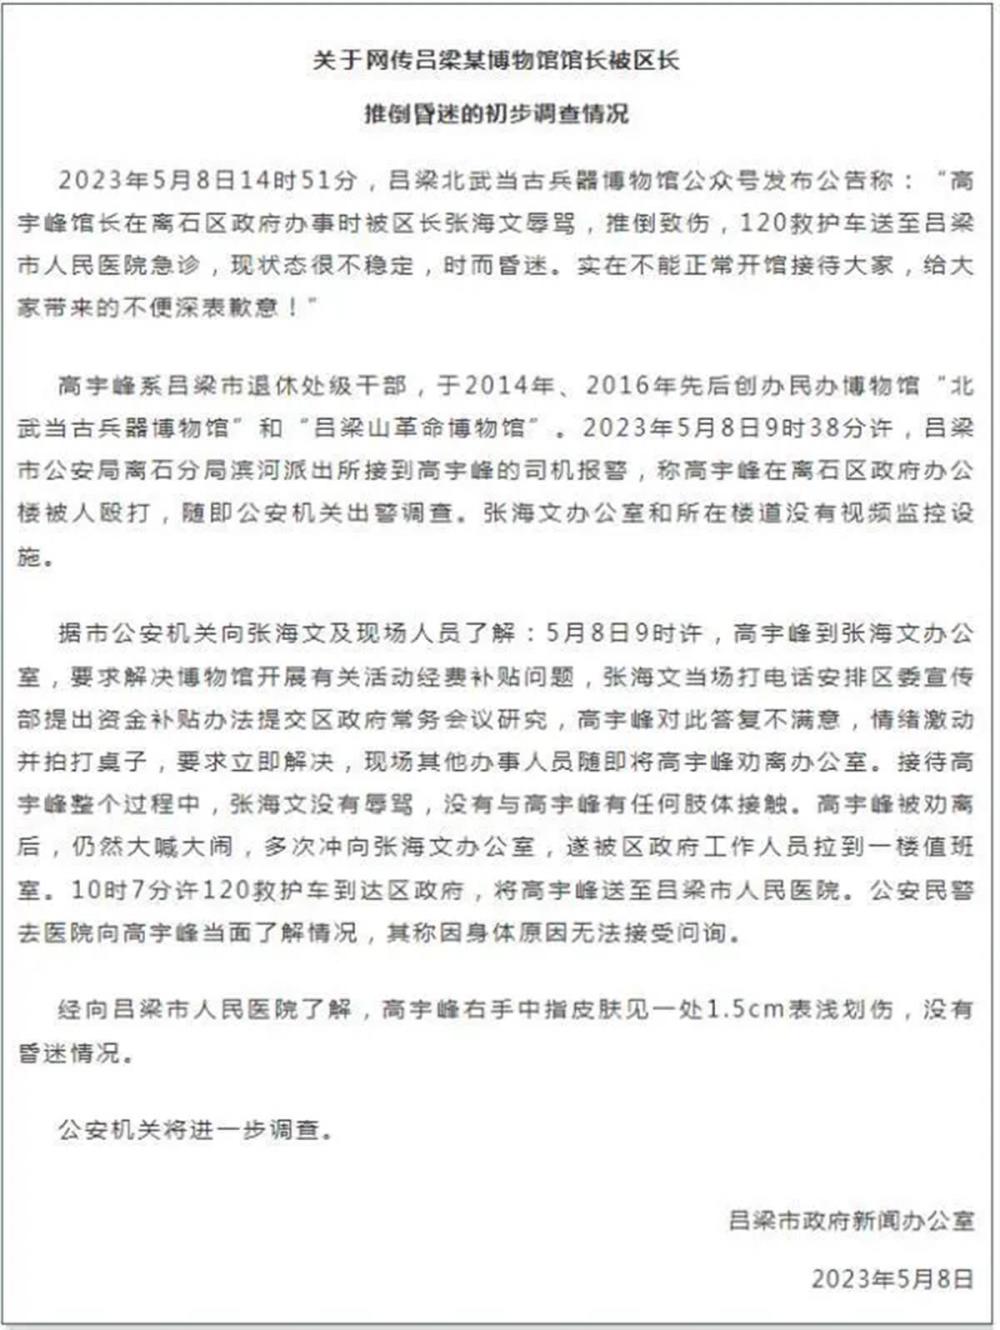 关于网传吕梁某博物馆馆长被区长
推倒昏迷的初步调查情况
2023年5月8日14时51分，吕梁北武当古兵器博物馆公众号发布公告称：“高
宇峰馆长在离石区政府办事时被区长张海文辱骂，推倒致伤，120救护车送至吕梁
市人民医院急诊，现状态很不稳定，时而昏迷。实在不能正常开馆接待大家，给大
家带来的不便深表歉意！”
高宇峰系吕梁市退休处级干部，于2014年、2016年先后创办民办博物馆“北
武当古兵器博物馆”和“吕梁山革命博物馆”。2023年5月8日9时38分许，吕梁
市公安局离石分局滨河派出所接到高宇峰的司机报警，称高宇峰在离石区政府办公
楼被人殴打，随即公安机关出警调查。张海文办公室和所在楼道没有视频监控设
施。
据市公安机关向张海文及现场人员了解：5月8日9时许，高宇峰到张海文办公
室，要求解决博物馆开展有关活动经费补贴问题，张海文当场打电话安排区委宣传
部提出资金补贴办法提交区政府常务会议研究，高宇峰对此答复不满意，情绪激动
并拍打桌子，要求立即解决，现场其他办事人员随即将高宇峰劝离办公室。接待高
宇峰整个过程中，张海文没有辱骂，没有与高宇峰有任何肢体接触。高宇峰被劝离
后，仍然大喊大闹，多次冲向张海文办公室，遂被区政府工作人员拉到一楼值班
室。10时7分许120救护车到达区政府，将高宇峰送至吕梁市人民医院。公安民警
去医院向高宇峰当面了解情况，其称因身体原因无法接受问询。
经向吕梁市人民医院了解，高宇峰右手中指皮肤见一处1.5cm表浅划伤，没有
昏迷情况。
公安机关将进一步调查。
吕梁市政府新闻办公室
2023年5月8日